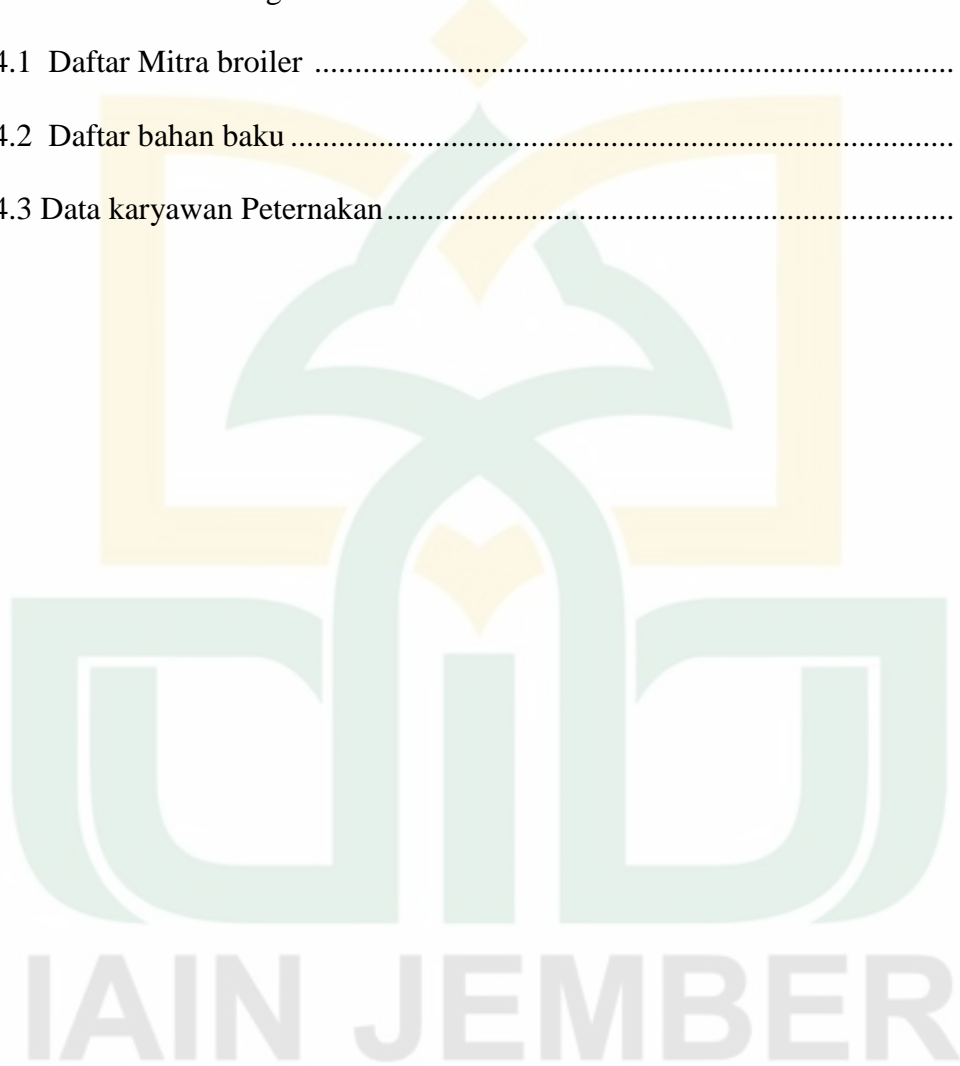 4.1 Daftar Mitra broiler ................................................................................
4.2 Daftar bahan baku ...................................................................................
4.3 Data karyawan Peternakan.......................................................................
IAIN JEMBER